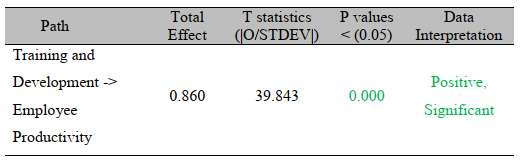 Path Total Effect T statistics (|O/STDEV|) P values < (0.05) Data Interpretation
Training and
Development ->
Employee
Productivity
0.860 39.843 0.000 Positive,
Significant